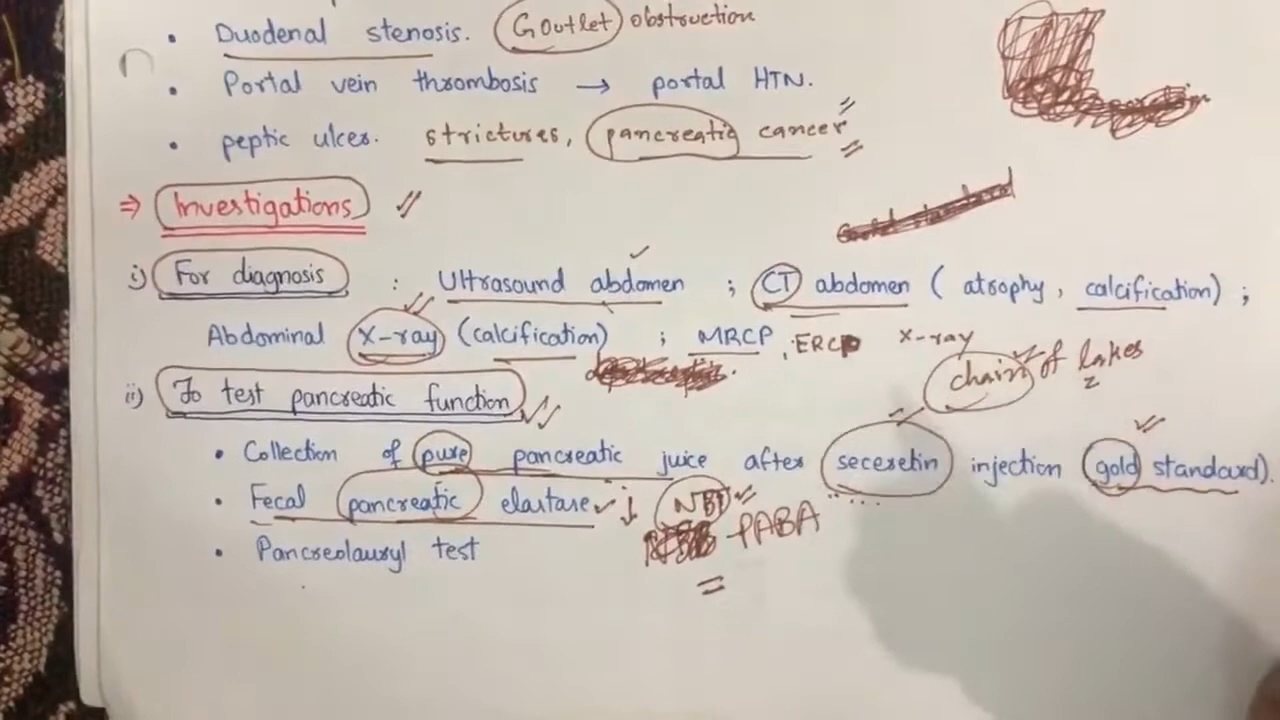 • Duodenal stenosis. G Outlet obstruction
• Portal vein thrombosis → portal HTN.
• peptic ulcer. strictures, pancreatic cancer
⇒ Investigations
i) For diagnosis : Ultrasound abdomen ; CT abdomen ( atrophy, calcification) ;
Abdominal X-ray (calcification) ; MRCP, ERCP
X-ray chain of lakes
ii) To test pancreatic function
• Collection of pure pancreatic juice after seceretin injection (gold standard).
• Fecal pancreatic elastase ↓ NBT - PABA
• Pancreolauryl test